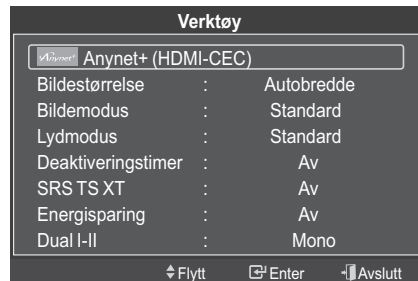 Verktøy
Anynet+ Anynet+ (HDMI-CEC)
Bildestørrelse : Autobredde
Bildemodus : Standard
Lydmodus : Standard
Deaktiveringstimer : Av
SRS TS XT : Av
Energisparing : Av
Dual I-II : Mono
Flytt Enter Avslutt